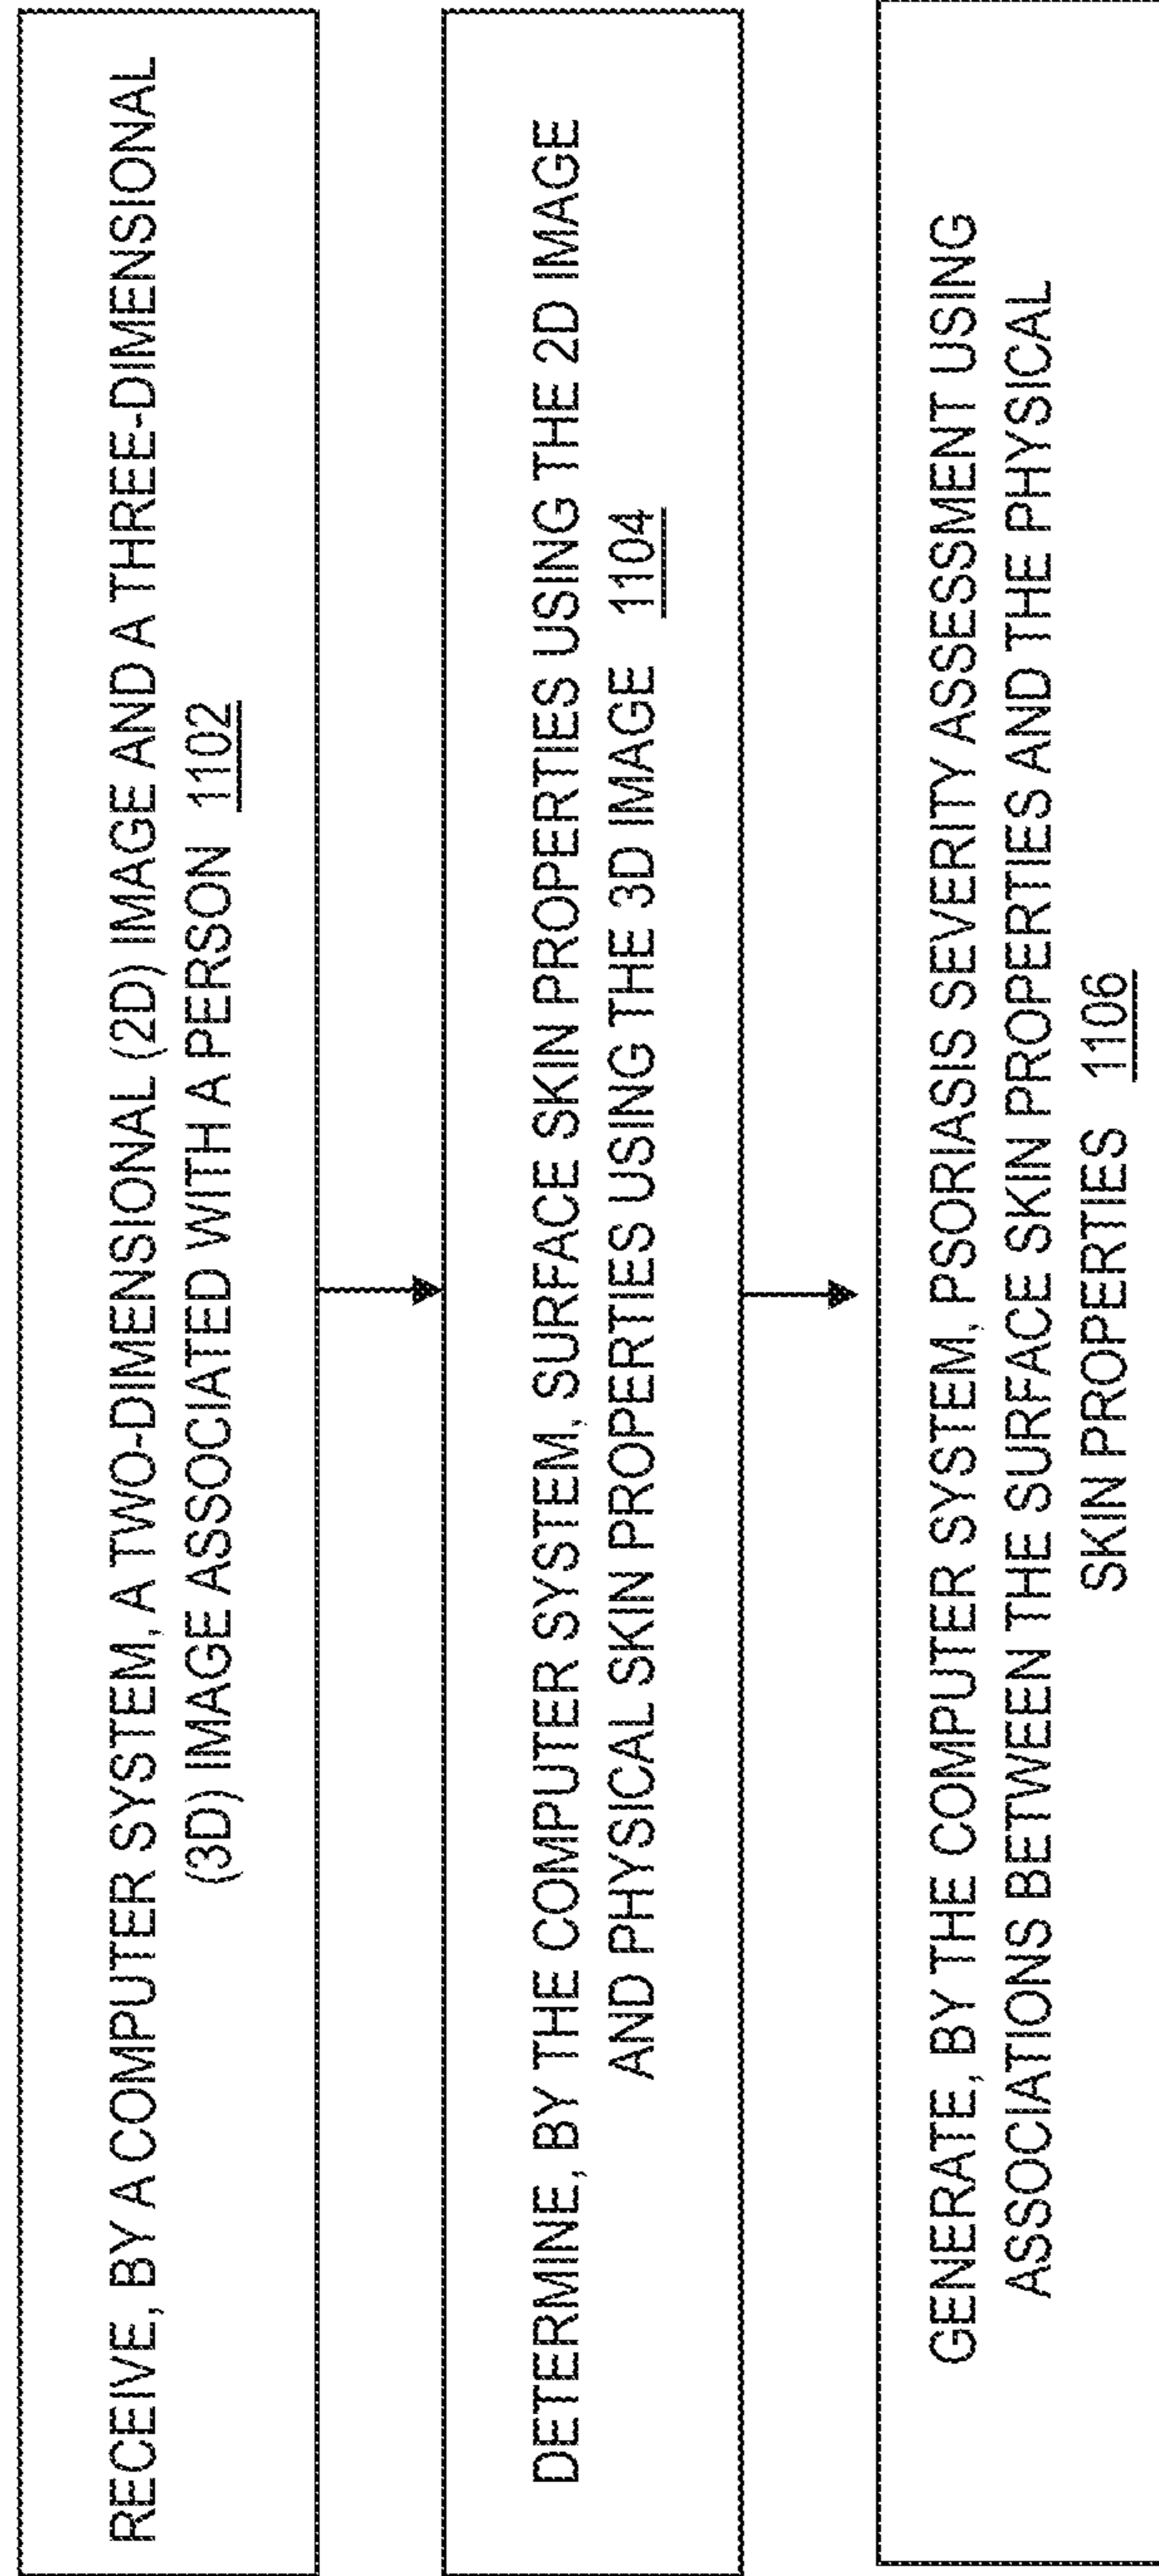 RECEIVE, BY A COMPUTER SYSTEM, A TWO-DIMENSIONAL (2D) IMAGE AND A THREE-DIMENSIONAL
(3D) IMAGE ASSOCIATED WITH A PERSON 1102
DETERMINE, BY THE COMPUTER SYSTEM, SURFACE SKIN PROPERTIES USING THE 2D IMAGE
AND PHYSICAL SKIN PROPERTIES USING THE 3D IMAGE 1104
GENERATE, BY THE COMPUTER SYSTEM, PSORIASIS SEVERITY ASSESSMENT USING
ASSOCIATIONS BETWEEN THE SURFACE SKIN PROPERTIES AND THE PHYSICAL
SKIN PROPERTIES 1106